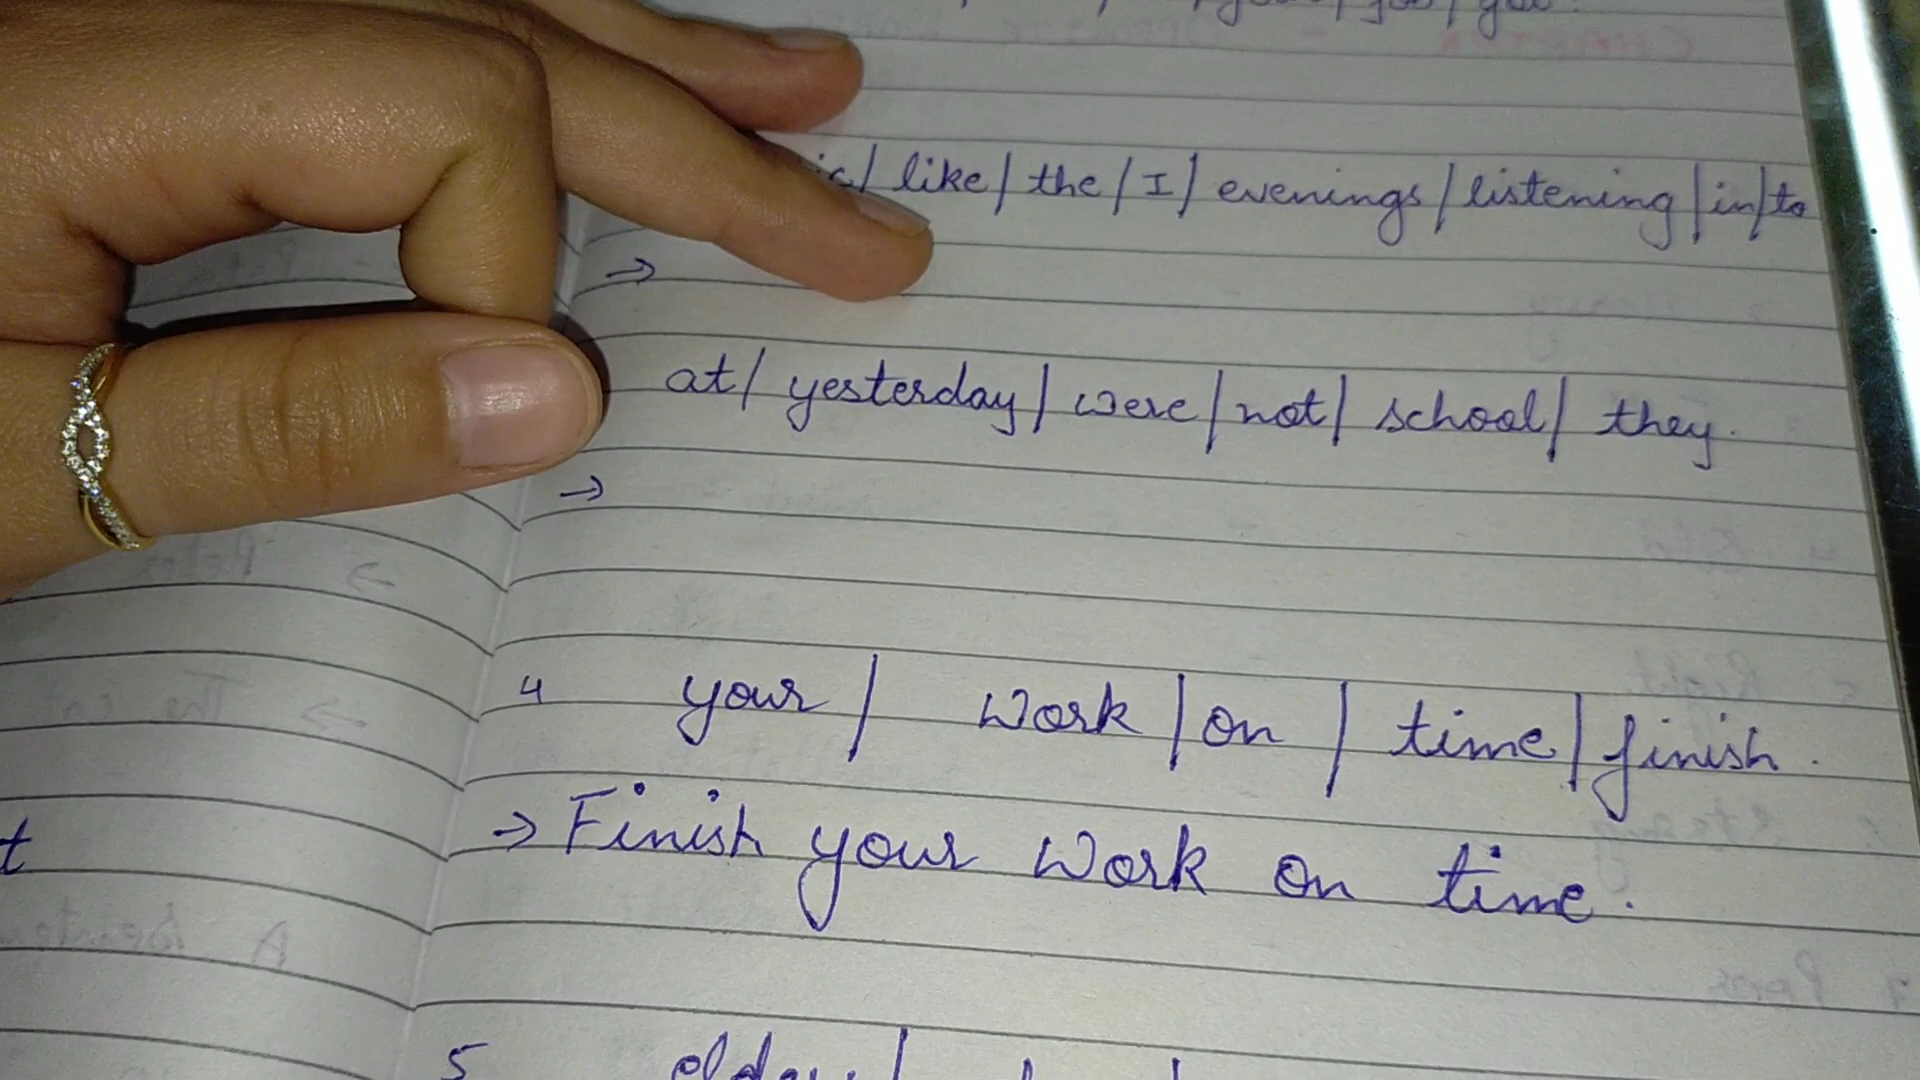 like/ the/ I/ evenings/ listening/in/to
→
at/ yesterday/ were/ not/ school/ they.
→
4 your/ work/ on/ time/ finish.
→ Finish your work on time.
t
5